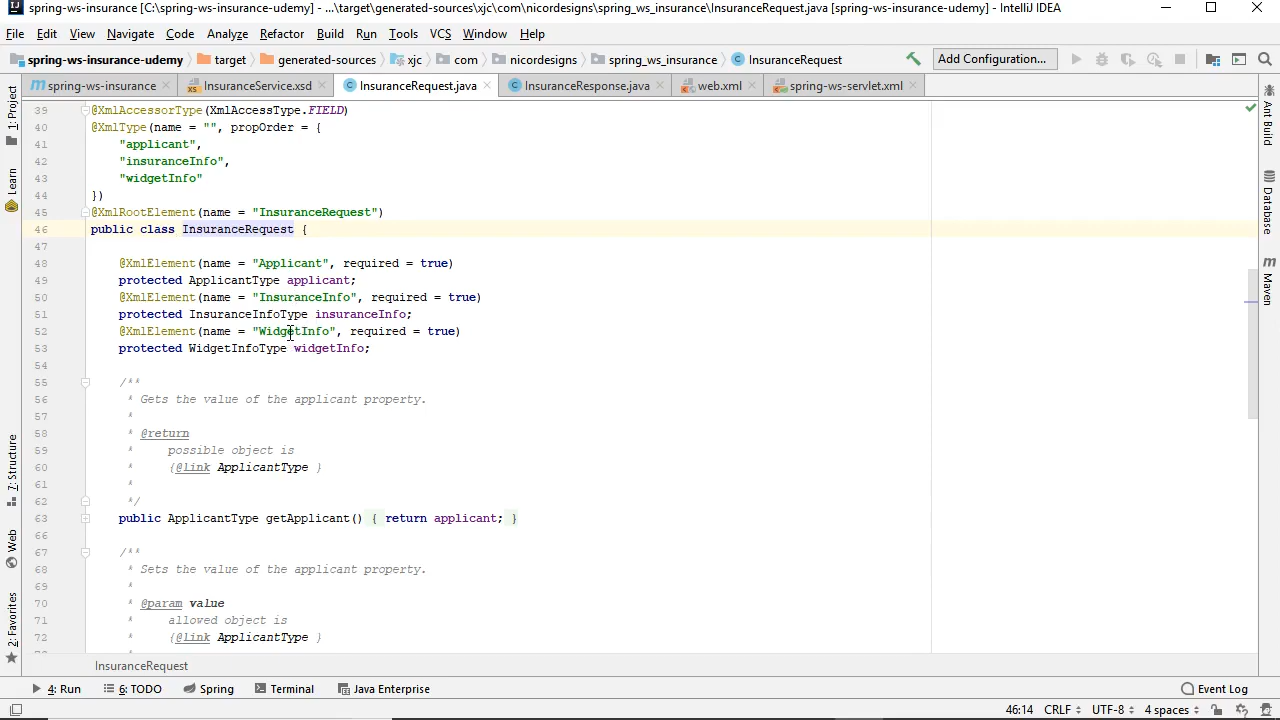 spring-ws-insurance [C:\spring-ws-insurance-udemy] - ...\target\generated-sources\xjc\com\nicordesigns\spring_ws_insurance\InsuranceRequest.java [spring-ws-insurance-udemy] - IntelliJ IDEA
File Edit View Navigate Code Analyze Refactor Build Run Tools VCS Window Help
spring-ws-insurance-udemy target generated-sources xjc com nicordesigns spring_ws_insurance InsuranceRequest Add Configuration...
spring-ws-insurance InsuranceService.xsd InsuranceRequest.java InsuranceResponse.java web.xml spring-ws-servlet.xml
1: Project
Learn
7: Structure
Web
2: Favorites
39 @XmlAccessorType(XmlAccessType.FIELD)
40 @XmlType(name = "", propOrder = {
41 "applicant",
42 "insuranceInfo",
43 "widgetInfo"
44 })
45 @XmlRootElement(name = "InsuranceRequest")
46 public class InsuranceRequest {
47
48 @XmlElement(name = "Applicant", required = true)
49 protected ApplicantType applicant;
50 @XmlElement(name = "InsuranceInfo", required = true)
51 protected InsuranceInfoType insuranceInfo;
52 @XmlElement(name = "WidgetInfo", required = true)
53 protected WidgetInfoType widgetInfo;
54
55 /**
56 * Gets the value of the applicant property.
57 *
58 * @return
59 * possible object is
60 * {@link ApplicantType }
61 *
62 */
63 public ApplicantType getApplicant() { return applicant; }
66
67 /**
68 * Sets the value of the applicant property.
69 *
70 * @param value
71 * allowed object is
72 * {@link ApplicantType }
Ant Build
Database
Maven
InsuranceRequest
4: Run 6: TODO Spring Terminal Java Enterprise Event Log
46:14 CRLF UTF-8 4 spaces